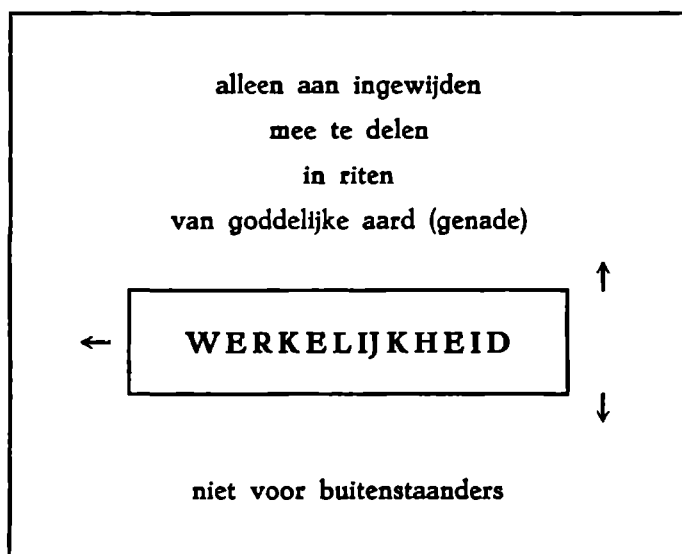 alleen aan ingewijden
mee te delen
in riten
van goddelijke aard (genade)
↑
← WERKELIJKHEID
↓
niet voor buitenstaanders